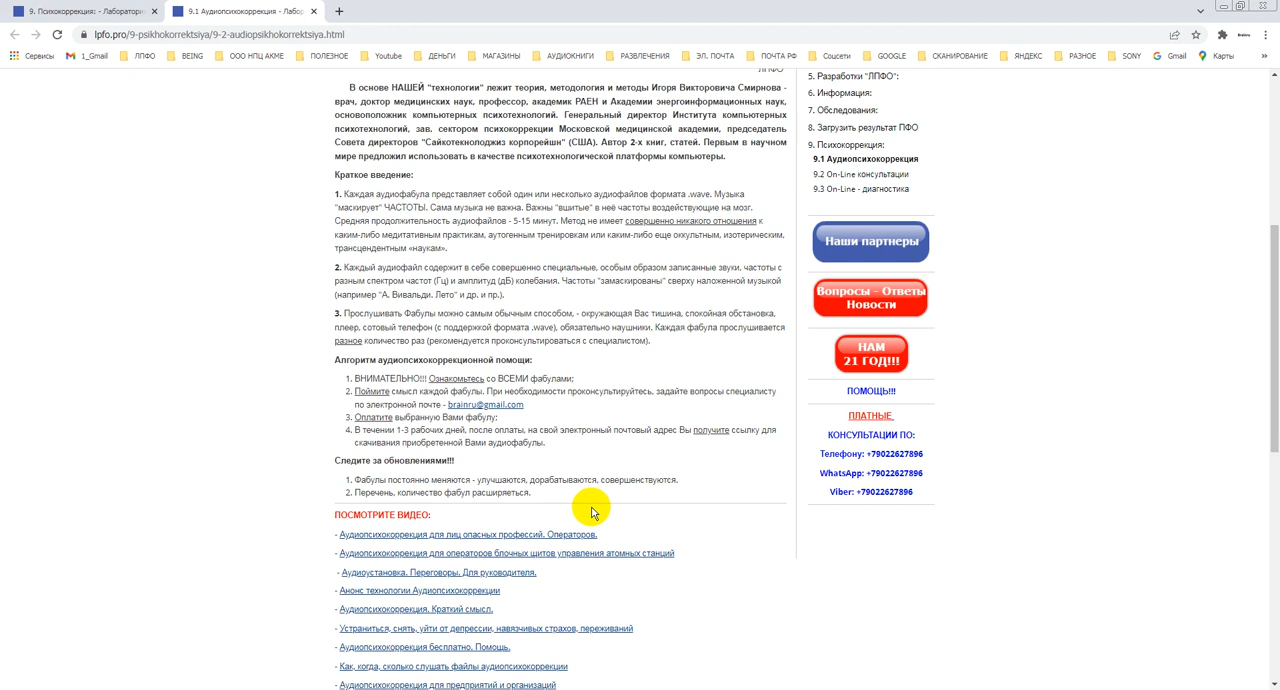 9. Психокоррекция: - Лаборатори
9.1 Аудиопсихокоррекция - Лабор
lpfo.pro/9-psikhokorrektsiya/9-2-audiopsikhokorrektsiya.html
Сервисы 1_Gmail ЛПФО BEING ООО НПЦ АКМЕ ПОЛЕЗНОЕ Youtube ДЕНЬГИ МАГАЗИНЫ АУДИОКНИГИ РАЗВЛЕЧЕНИЯ ЭЛ. ПОЧТА ПОЧТА РФ Соцсети GOOGLE СКАНИРОВАНИЕ ЯНДЕКС РАЗНОЕ SONY Gmail Карты »
ЛПФО
В основе НАШЕЙ "технологии" лежит теория, методология и методы Игоря Викторовича Смирнова -
врач, доктор медицинских наук, профессор, академик РАЕН и Академии энергоинформационных наук,
основоположник компьютерных психотехнологий. Генеральный директор Института компьютерных
психотехнологий, зав. сектором психокоррекции Московской медицинской академии, председатель
Совета директоров "Сайкотекнолоджиз корпорейшн" (США). Автор 2-х книг, статей. Первым в научном
мире предложил использовать в качестве психотехнологической платформы компьютеры.
Краткое введение:
1. Каждая аудиофабула представляет собой один или несколько аудиофайлов формата .wave. Музыка
"маскирует" ЧАСТОТЫ. Сама музыка не важна. Важны "вшитые" в неё частоты воздействующие на мозг.
Средняя продолжительность аудиофайлов - 5-15 минут. Метод не имеет совершенно никакого отношения к
каким-либо медитативным практикам, аутогенным тренировкам или каким-либо еще оккультным, изотерическим,
трансцендентным «наукам».
2. Каждый аудиофайл содержит в себе совершенно специальные, особым образом записанные звуки, частоты с
разным спектром частот (Гц) и амплитуд (дБ) колебания. Частоты "замаскированы" сверху наложенной музыкой
(например "А. Вивальди. Лето" и др. и пр.).
3. Прослушивать Фабулы можно самым обычным способом, - окружающая Вас тишина, спокойная обстановка,
плеер, сотовый телефон (с поддержкой формата .wave), обязательно наушники. Каждая фабула прослушивается
разное количество раз (рекомендуется проконсультироваться с специалистом).
Алгоритм аудиопсихокоррекционной помощи:
1. ВНИМАТЕЛЬНО!!! Ознакомьтесь со ВСЕМИ фабулами;
2. Поймите смысл каждой фабулы. При необходимости проконсультируйтесь, задайте вопросы специалисту
по электронной почте - brainru@gmail.com
3. Оплатите выбранную Вами фабулу;
4. В течении 1-3 рабочих дней, после оплаты, на свой электронный почтовый адрес Вы получите ссылку для
скачивания приобретенной Вами аудиофабулы.
Следите за обновлениями!!!
1. Фабулы постоянно меняются - улучшаются, дорабатываются, совершенствуются.
2. Перечень, количество фабул расширяеться.
ПОСМОТРИТЕ ВИДЕО:
- Аудиопсихокоррекция для лиц опасных профессий. Операторов.
- Аудиопсихокоррекция для операторов блочных щитов управления атомных станций
- Аудиоустановка. Переговоры. Для руководителя.
- Анонс технологии Аудиопсихокоррекции
- Аудиопсихокоррекция. Краткий смысл.
- Устраниться, снять, уйти от депрессии, навязчивых страхов, переживаний
- Аудиопсихокоррекция бесплатно. Помощь.
- Как, когда, сколько слушать файлы аудиопсихокоррекции
- Аудиопсихокоррекция для предприятий и организаций
5. Разработки "ЛПФО":
6. Информация:
7. Обследования:
8. Загрузить результат ПФО
9. Психокоррекция:
9.1 Аудиопсихокоррекция
9.2 On-Line консультации
9.3 On-Line - диагностика
Наши партнеры
Вопросы - Ответы
Новости
НАМ
21 ГОД!!!
ПОМОЩЬ!!!
ПЛАТНЫЕ
КОНСУЛЬТАЦИИ ПО:
Телефону: +79022627896
WhatsApp: +79022627896
Viber: +79022627896